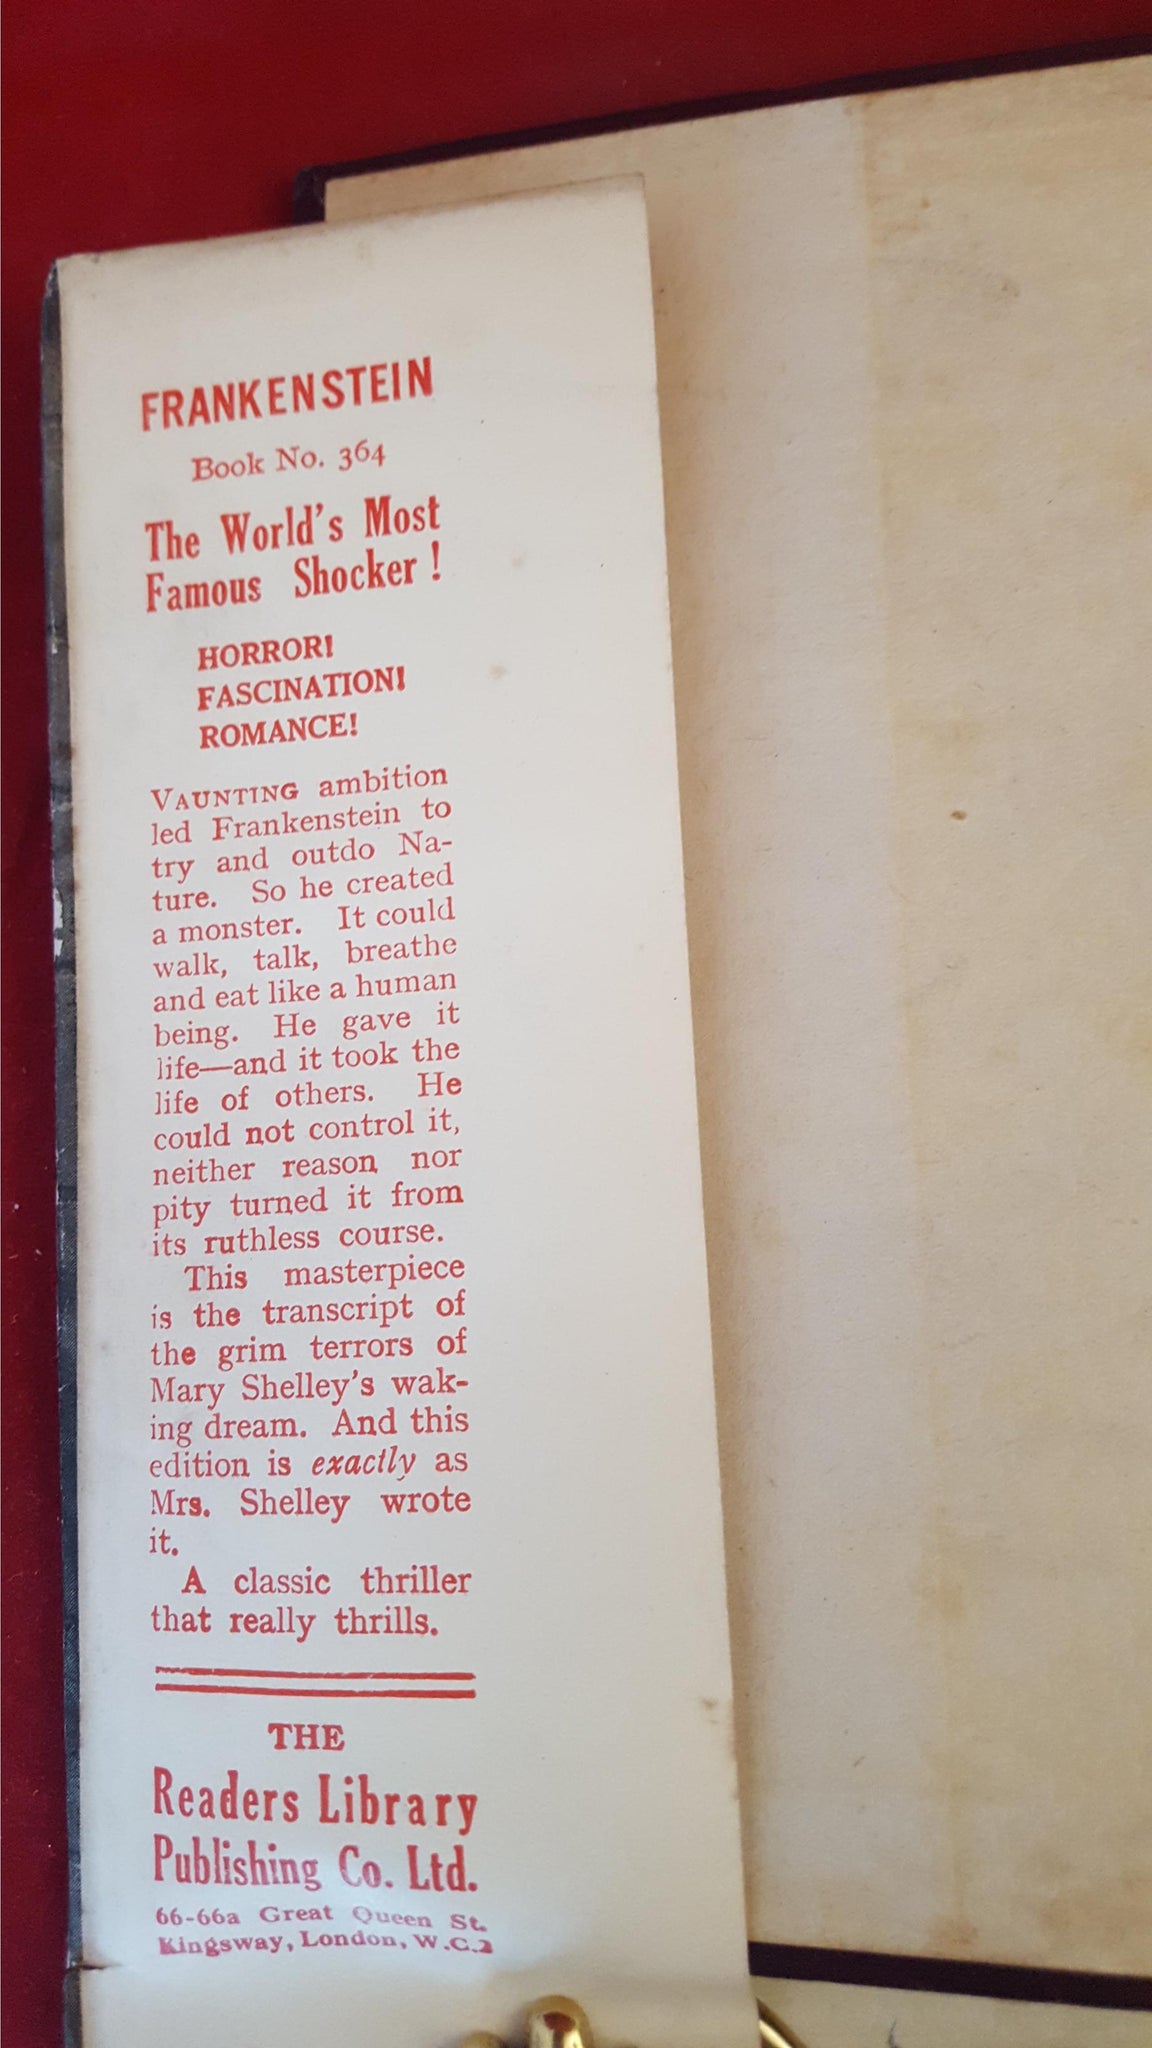 FRANKENSTEIN
Book No. 364
The World's Most
Famous Shocker !
HORROR!
FASCINATION!
ROMANCE!
VAUNTING ambition
led Frankenstein to
try and outdo Na-
ture. So he created
a monster. It could
walk, talk, breathe
and eat like a human
being. He gave it
life—and it took the
life of others. He
could not control it,
neither reason nor
pity turned it from
its ruthless course.
This masterpiece
is the transcript of
the grim terrors of
Mary Shelley's wak-
ing dream. And this
edition is exactly as
Mrs. Shelley wrote
it.
A classic thriller
that really thrills.
THE
Readers Library
Publishing Co. Ltd.
66-66a Great Queen St.
Kingsway, London, W.C.2